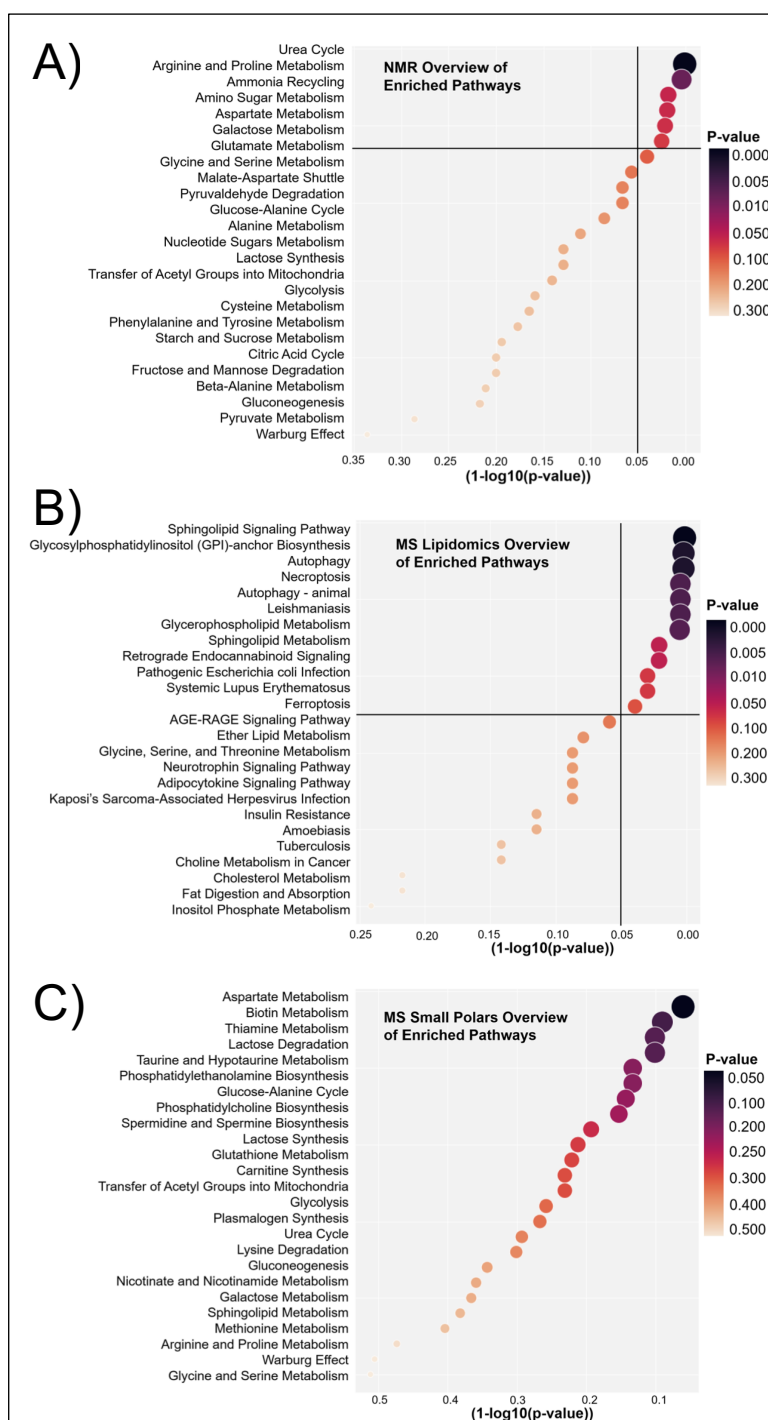 A)
NMR Overview of
Enriched Pathways
Urea Cycle
Arginine and Proline Metabolism
Ammonia Recycling
Amino Sugar Metabolism
Aspartate Metabolism
Galactose Metabolism
Glutamate Metabolism
Glycine and Serine Metabolism
Malate-Aspartate Shuttle
Pyruvaldehyde Degradation
Glucose-Alanine Cycle
Alanine Metabolism
Nucleotide Sugars Metabolism
Lactose Synthesis
Transfer of Acetyl Groups into Mitochondria
Glycolysis
Cysteine Metabolism
Phenylalanine and Tyrosine Metabolism
Starch and Sucrose Metabolism
Citric Acid Cycle
Fructose and Mannose Degradation
Beta-Alanine Metabolism
Gluconeogenesis
Pyruvate Metabolism
Warburg Effect
0.35 0.30 0.25 0.20 0.15 0.10 0.05 0.00
(1-log10(p-value))
P-value
0.000
0.005
0.010
0.050
0.100
0.200
0.300
B)
MS Lipidomics Overview
of Enriched Pathways
Sphingolipid Signaling Pathway
Glycosylphosphatidylinositol (GPI)-anchor Biosynthesis
Autophagy
Necroptosis
Autophagy - animal
Leishmaniasis
Glycerophospholipid Metabolism
Sphingolipid Metabolism
Retrograde Endocannabinoid Signaling
Pathogenic Escherichia coli Infection
Systemic Lupus Erythematosus
Ferroptosis
AGE-RAGE Signaling Pathway
Ether Lipid Metabolism
Glycine, Serine, and Threonine Metabolism
Neurotrophin Signaling Pathway
Adipocytokine Signaling Pathway
Kaposi's Sarcoma-Associated Herpesvirus Infection
Insulin Resistance
Amoebiasis
Tuberculosis
Choline Metabolism in Cancer
Cholesterol Metabolism
Fat Digestion and Absorption
Inositol Phosphate Metabolism
0.25 0.20 0.15 0.10 0.05 0.00
(1-log10(p-value))
P-value
0.000
0.005
0.010
0.050
0.100
0.200
0.300
C)
MS Small Polars Overview
of Enriched Pathways
Aspartate Metabolism
Biotin Metabolism
Thiamine Metabolism
Lactose Degradation
Taurine and Hypotaurine Metabolism
Phosphatidylethanolamine Biosynthesis
Glucose-Alanine Cycle
Phosphatidylcholine Biosynthesis
Spermidine and Spermine Biosynthesis
Lactose Synthesis
Glutathione Metabolism
Carnitine Synthesis
Transfer of Acetyl Groups into Mitochondria
Glycolysis
Plasmalogen Synthesis
Urea Cycle
Lysine Degradation
Gluconeogenesis
Nicotinate and Nicotinamide Metabolism
Galactose Metabolism
Sphingolipid Metabolism
Methionine Metabolism
Arginine and Proline Metabolism
Warburg Effect
Glycine and Serine Metabolism
0.5 0.4 0.3 0.2 0.1
(1-log10(p-value))
P-value
0.050
0.100
0.200
0.300
0.400
0.500